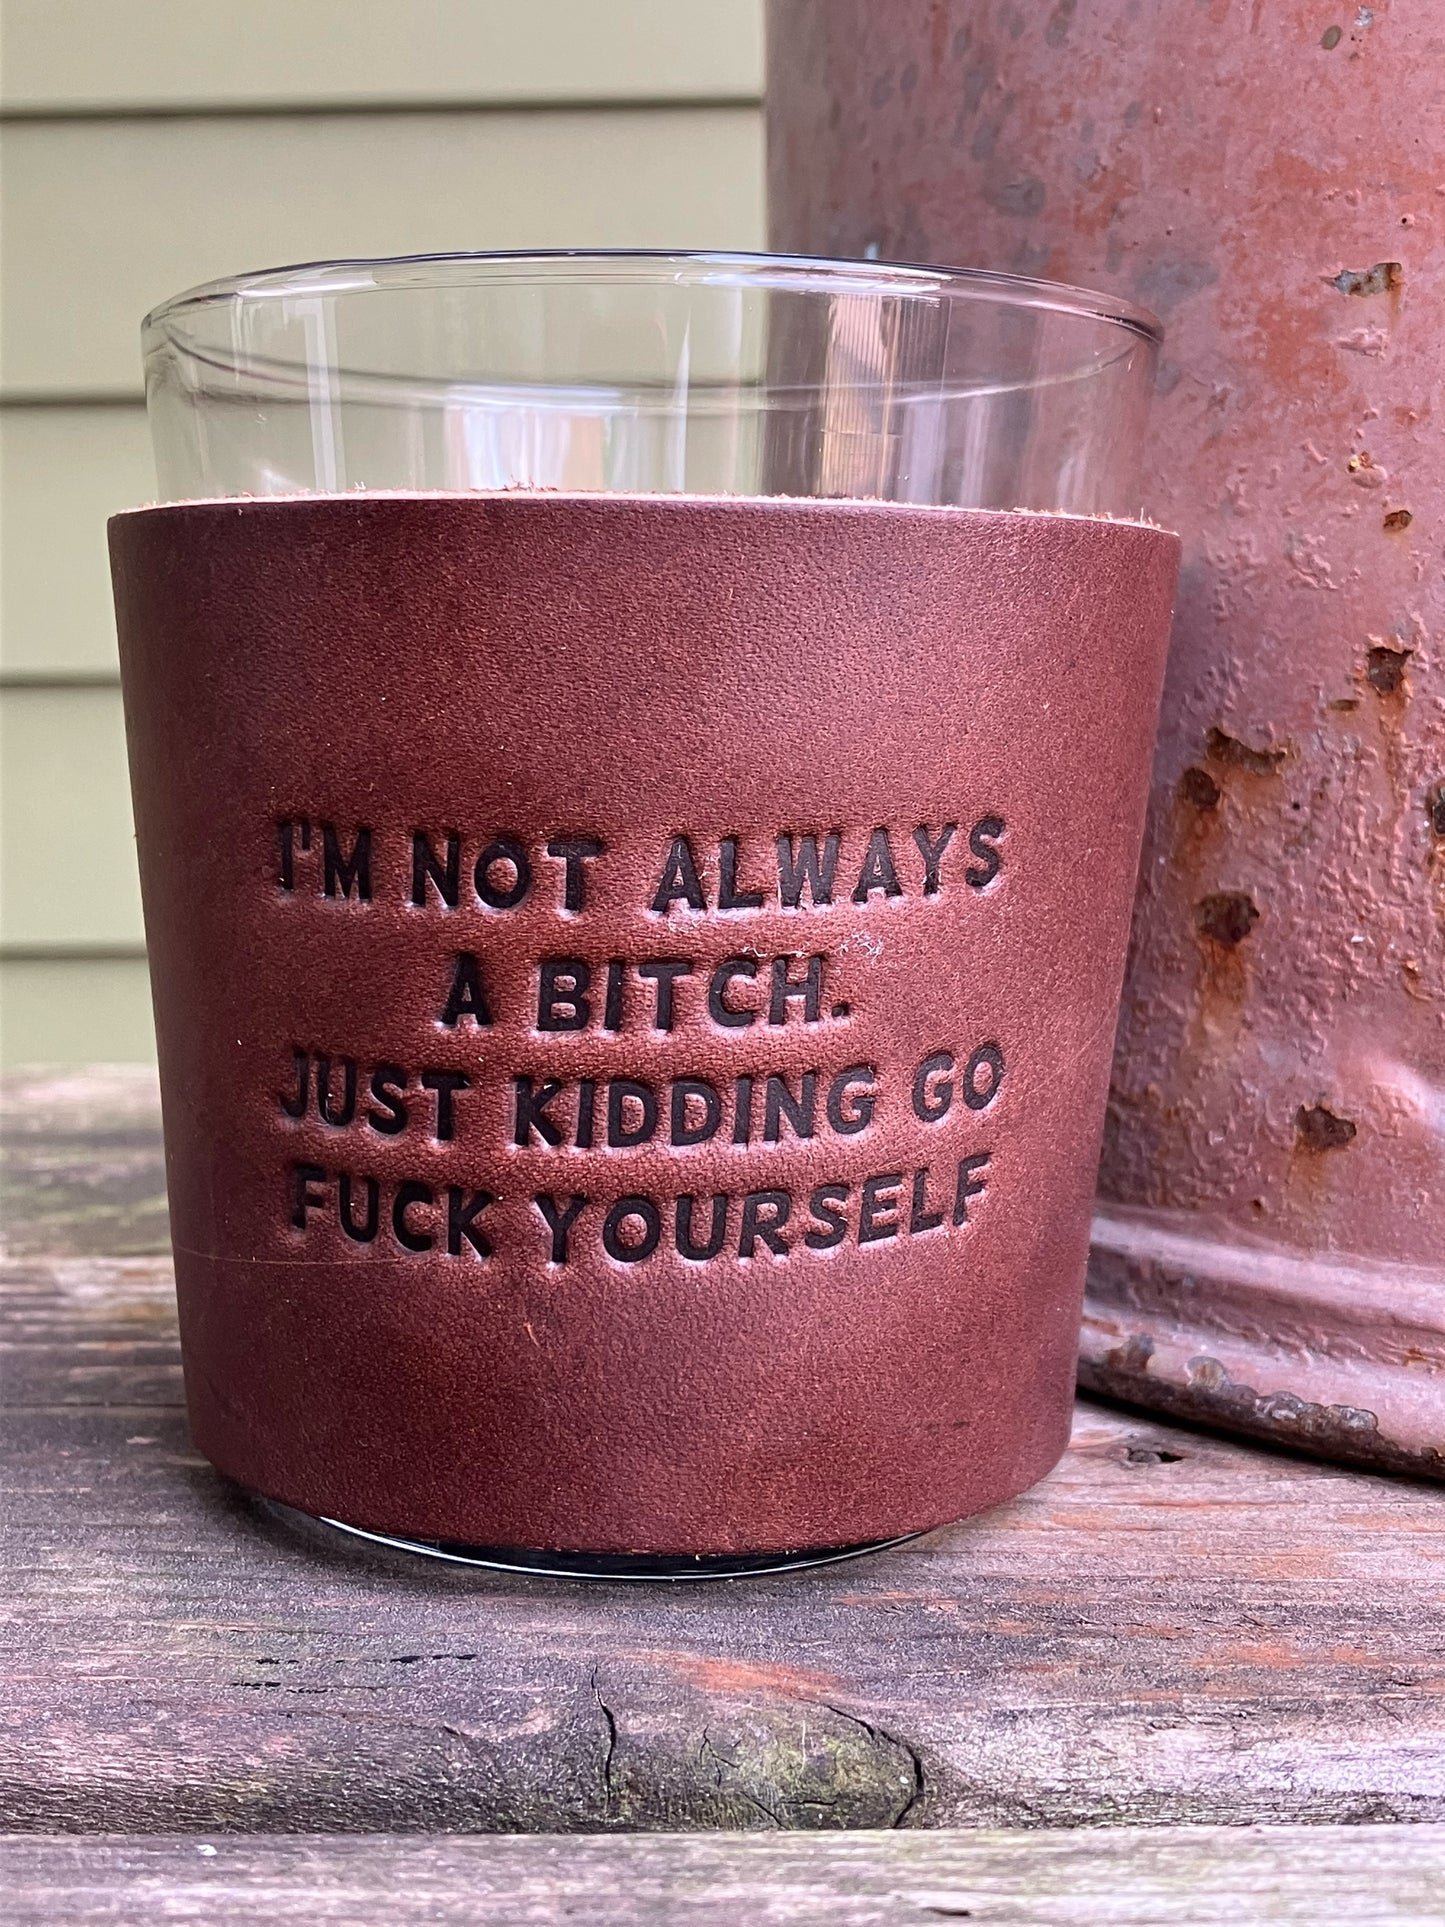 I'M NOT ALWAYS
A BITCH.
JUST KIDDING GO
FUCK YOURSELF